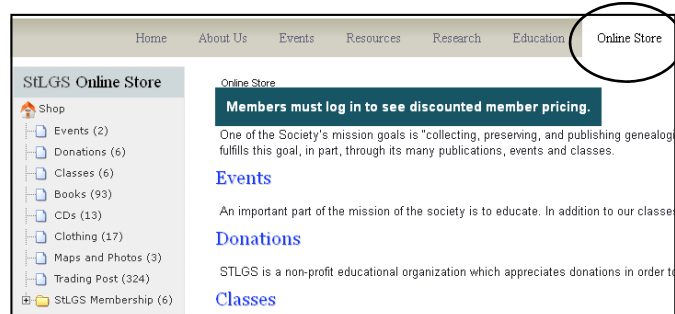 Home About Us Events Resources Research Education Online Store
StLGS Online Store
Shop
Events (2)
Donations (6)
Classes (6)
Books (93)
CDs (13)
Clothing (17)
Maps and Photos (3)
Trading Post (324)
StLGS Membership (6)
Online Store
Members must log in to see discounted member pricing.
One of the Society's mission goals is "collecting, preserving, and publishing genealogi
fulfills this goal, in part, through its many publications, events and classes.
Events
An important part of the mission of the society is to educate. In addition to our classe
Donations
STLGS is a non-profit educational organization which appreciates donations in order to
Classes